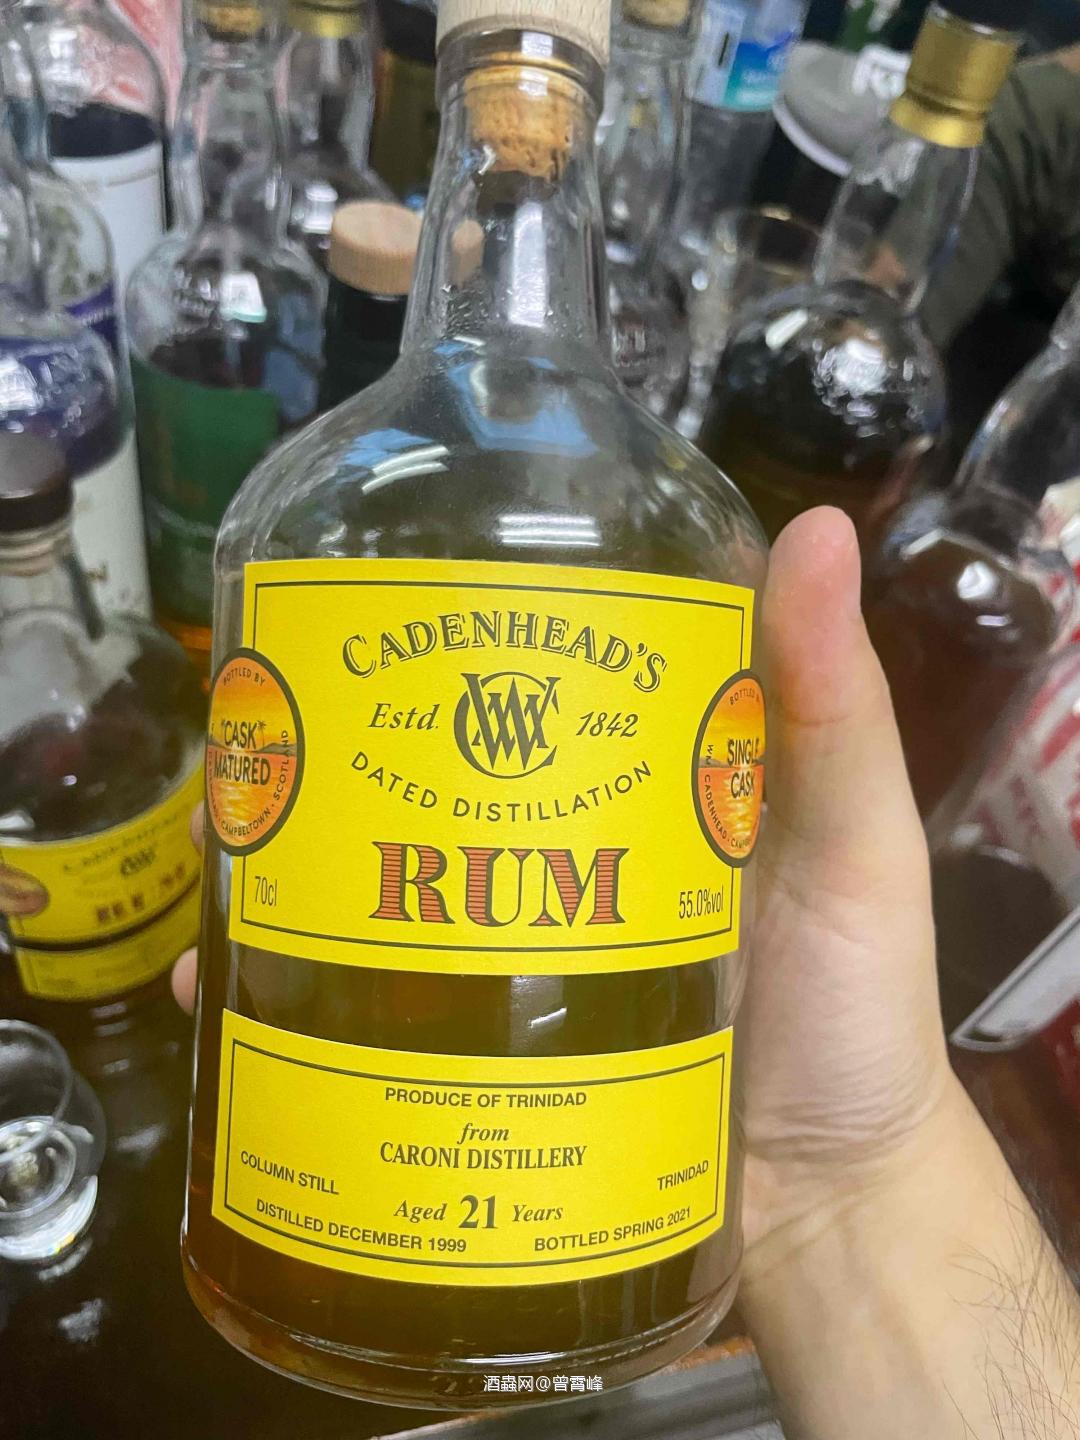 CADENHEAD'S
Estd. WMC 1842
DATED DISTILLATION
RUM
70cl
55.0%vol
BOTTLED BY
CASK
MATURED
CAMPBELTOWN · SCOTLAND
SINGLE
CASK
CADENHEAD
PRODUCE OF TRINIDAD
from
CARONI DISTILLERY
COLUMN STILL
TRINIDAD
Aged 21 Years
DISTILLED DECEMBER 1999
BOTTLED SPRING 2021
酒蟲网@曾霄峰